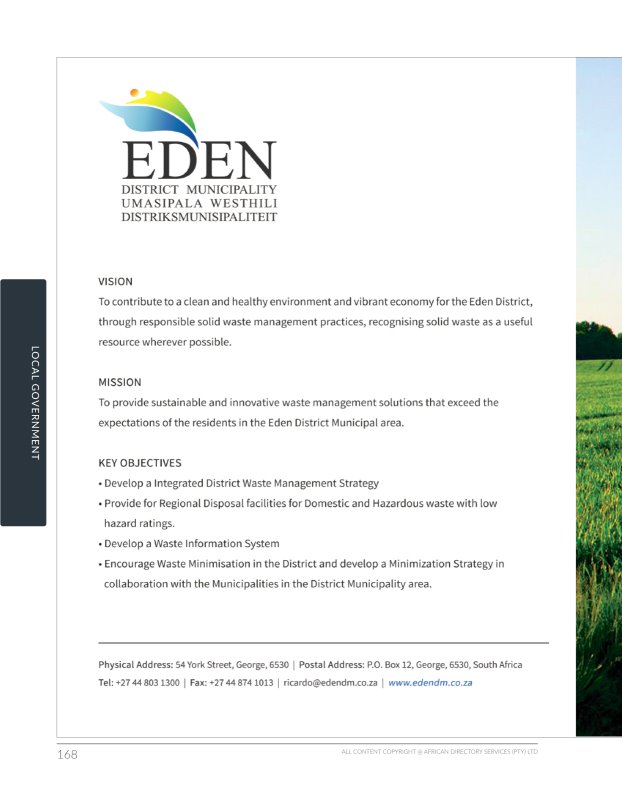 EDEN
DISTRICT MUNICIPALITY
UMASIPALA WESTHILI
DISTRIKSMUNISIPALITEIT
LOCAL GOVERNMENT
VISION
To contribute to a clean and healthy environment and vibrant economy for the Eden District,
through responsible solid waste management practices, recognising solid waste as a useful
resource wherever possible.
MISSION
To provide sustainable and innovative waste management solutions that exceed the
expectations of the residents in the Eden District Municipal area.
KEY OBJECTIVES
• Develop a Integrated District Waste Management Strategy
• Provide for Regional Disposal facilities for Domestic and Hazardous waste with low
hazard ratings.
• Develop a Waste Information System
• Encourage Waste Minimisation in the District and develop a Minimization Strategy in
collaboration with the Municipalities in the District Municipality area.
Physical Address: 54 York Street, George, 6530 | Postal Address: P.O. Box 12, George, 6530, South Africa
Tel: +27 44 803 1300 | Fax: +27 44 874 1013 | ricardo@edendm.co.za | www.edendm.co.za
168
ALL CONTENT COPYRIGHT @ AFRICAN DIRECTORY SERVICES (PTY) LTD